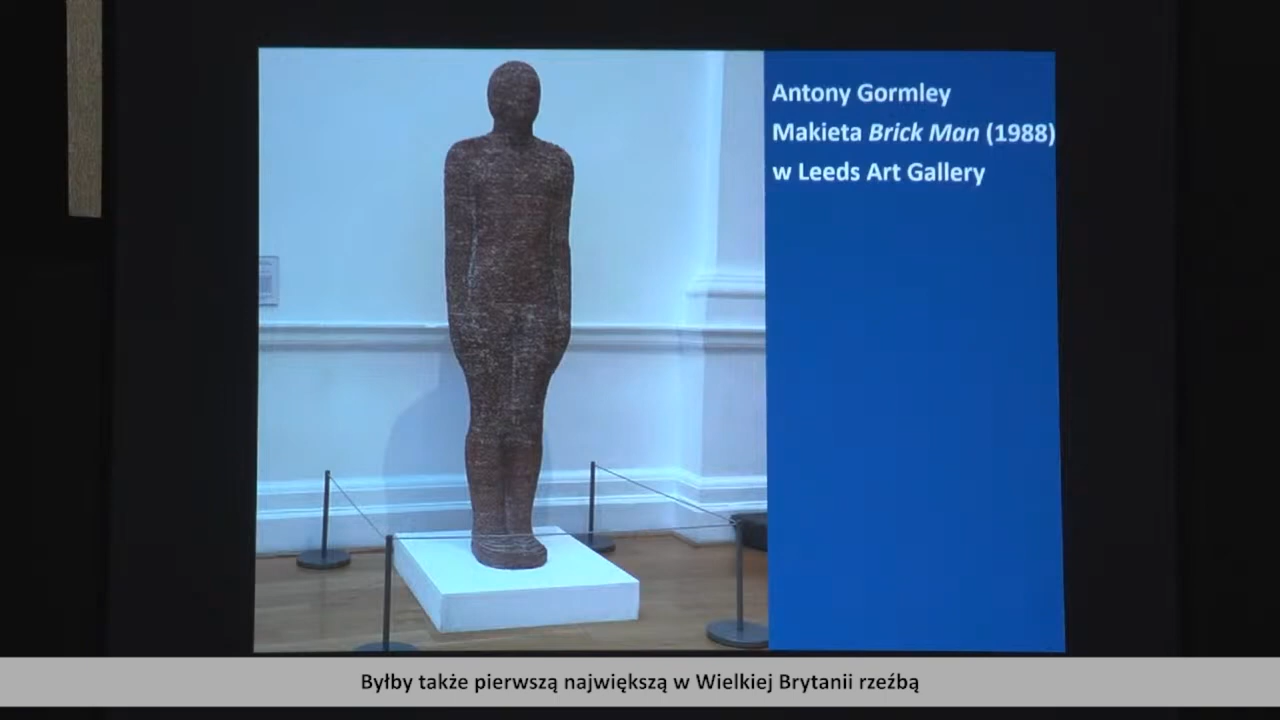 Antony Gormley
Makieta Brick Man (1988)
w Leeds Art Gallery
Byłby także pierwszą największą w Wielkiej Brytanii rzeźbą